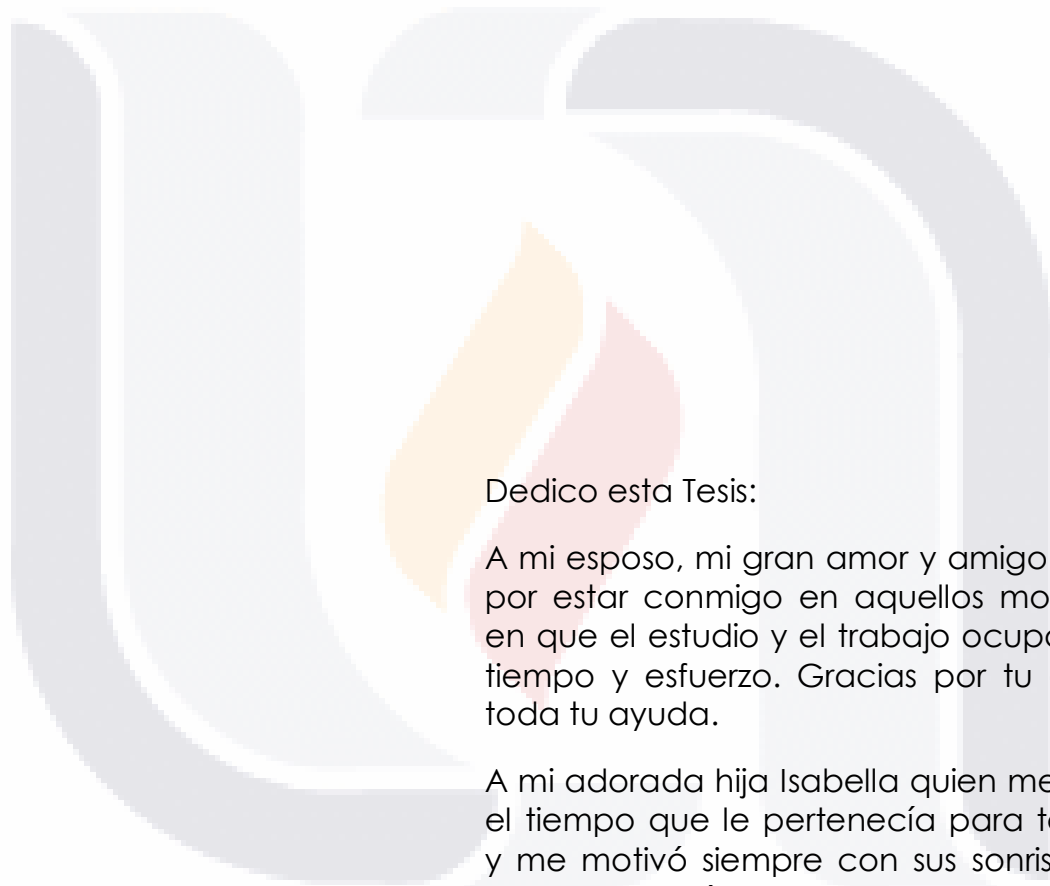 Dedico esta Tesis:
A mi esposo, mi gran amor y amigo
por estar conmigo en aquellos
en que el estudio y el trabajo
tiempo y esfuerzo. Gracias por tu
toda tu ayuda.
A mi adorada hija Isabella quien me
el tiempo que le pertenecía para
y me motivó siempre con sus